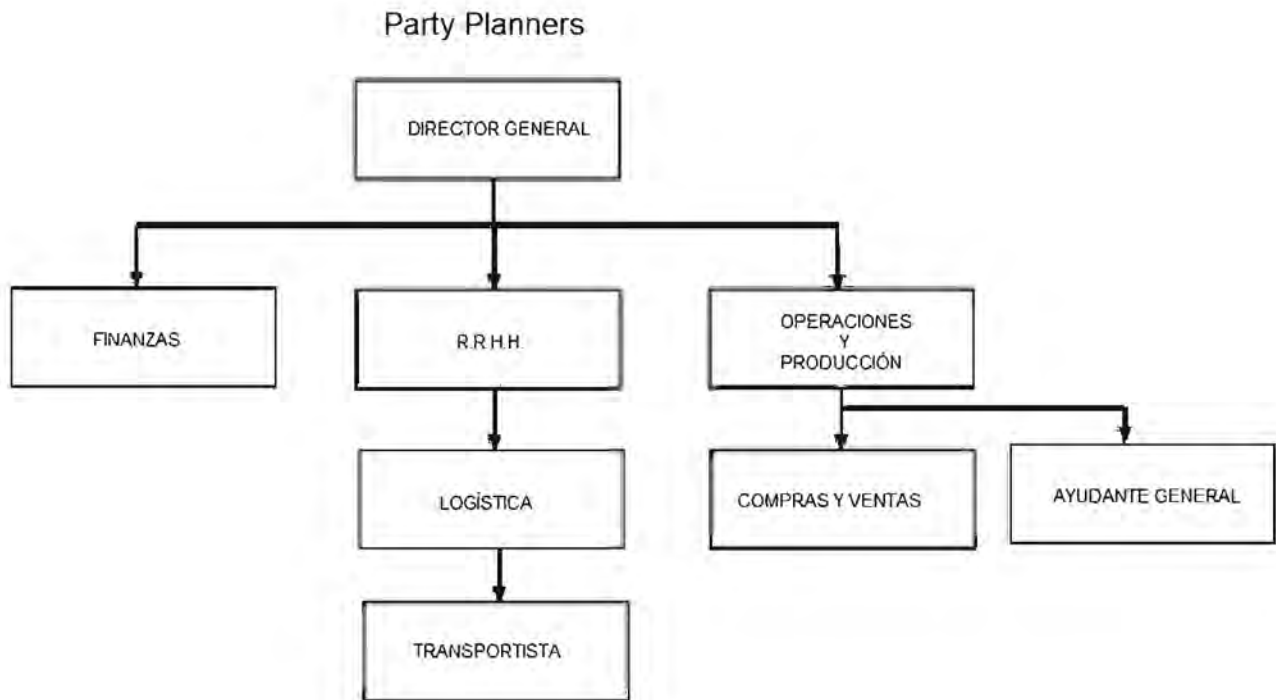 Party Planners
DIRECTOR GENERAL
FINANZAS
R.R.H.H.
OPERACIONES
Y
PRODUCCIÓN
LOGÍSTICA
COMPRAS Y VENTAS
AYUDANTE GENERAL
TRANSPORTISTA